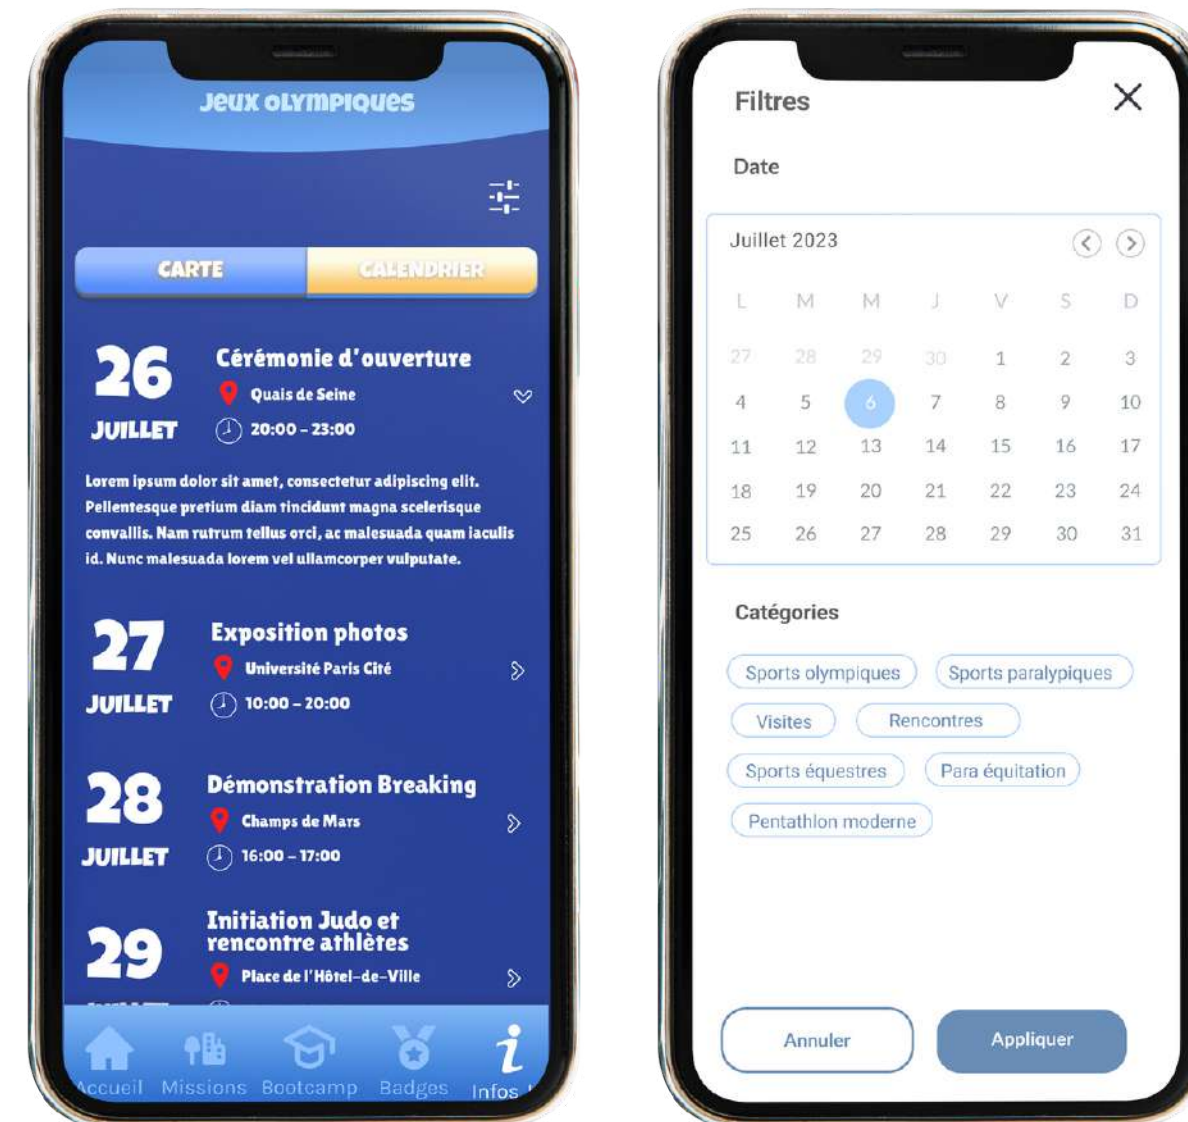 Jeux olympiques
CARTE CALENDRIER
26 JUILLET
Cérémonie d'ouverture
Quais de Seine
20:00 - 23:00
Lorem ipsum dolor sit amet, consectetur adipiscing elit.
Pellentesque pretium diam tincidunt magna scelerisque
convallis. Nam rutrum tellus orci, ac malesuada quam iaculis
id. Nunc malesuada lorem vel ullamcorper vulputate.
27 JUILLET
Exposition photos
Université Paris Cité
10:00 - 20:00
28 JUILLET
Démonstration Breaking
Champs de Mars
16:00 - 17:00
29
Initiation Judo et
rencontre athlètes
Place de l'Hôtel-de-Ville
Accueil Missions Bootcamp Badges Infos
Filtres
Date
Juillet 2023
L M M J V S D
27 28 29 30 1 2 3
4 5 6 7 8 9 10
11 12 13 14 15 16 17
18 19 20 21 22 23 24
25 26 27 28 29 30 31
Catégories
Sports olympiques Sports paralypiques
Visites Rencontres
Sports équestres Para équitation
Pentathlon moderne
Annuler Appliquer